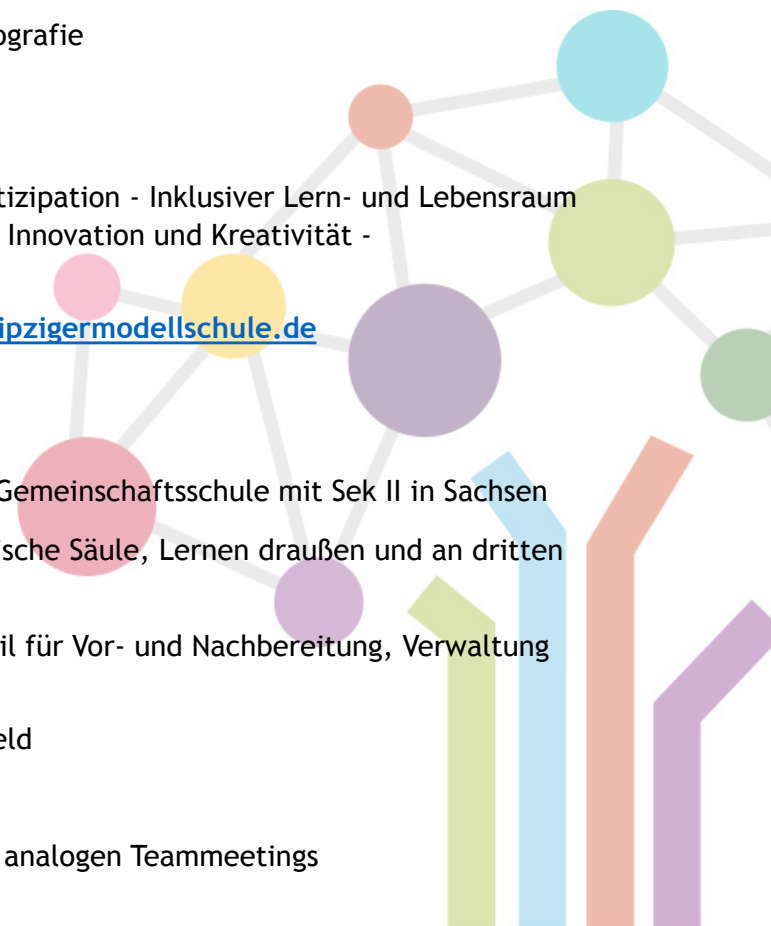 ografie
tizipation - Inklusiver Lern- und Lebensraum
Innovation und Kreativität -
ipzigermodellschule.de
Gemeinschaftsschule mit Sek II in Sachsen
ische Säule, Lernen draußen und an dritten
il für Vor- und Nachbereitung, Verwaltung
eld
analogen Teammeetings